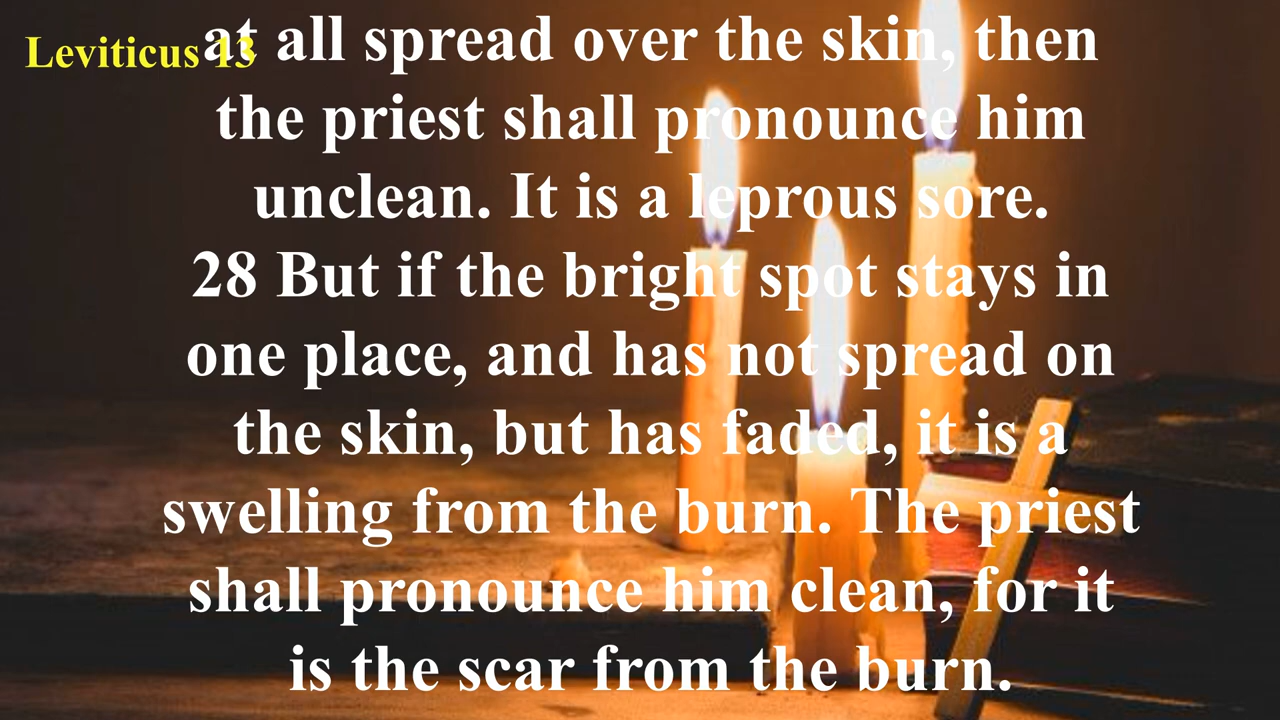 Leviticus 13
at all spread over the skin, then
the priest shall pronounce him
unclean. It is a leprous sore.
28 But if the bright spot stays in
one place, and has not spread on
the skin, but has faded, it is a
swelling from the burn. The priest
shall pronounce him clean, for it
is the scar from the burn.